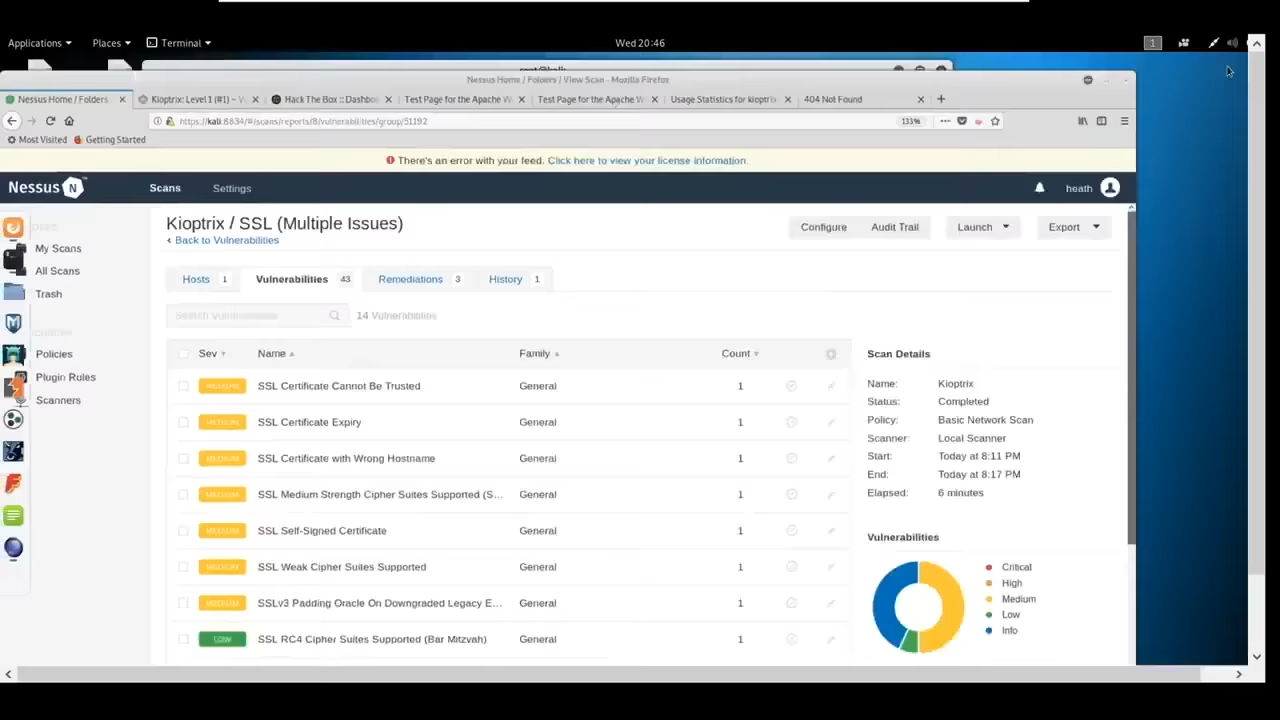 Applications Places Terminal Wed 20:46 1
Nessus Home / Folders / View Scan - Mozilla Firefox
Nessus Home / Folders Kioptrix: Level 1 (#1) ~ V Hack The Box :: Dashbo Test Page for the Apache W Test Page for the Apache W Usage Statistics for kioptrix 404 Not Found
https://kali:8834/#/scans/reports/8/vulnerabilities/group/51192 133%
Most Visited Getting Started
There's an error with your feed. Click here to view your license information.
Nessus N Scans Settings heath
Kioptrix / SSL (Multiple Issues) Configure Audit Trail Launch Export
‹ Back to Vulnerabilities
My Scans
All Scans
Trash
Policies
Plugin Rules
Scanners
Hosts 1 Vulnerabilities 43 Remediations 3 History 1
Search Vulnerabilities 14 Vulnerabilities
Sev Name Family Count
MEDIUM SSL Certificate Cannot Be Trusted General 1
MEDIUM SSL Certificate Expiry General 1
MEDIUM SSL Certificate with Wrong Hostname General 1
MEDIUM SSL Medium Strength Cipher Suites Supported (S... General 1
MEDIUM SSL Self-Signed Certificate General 1
MEDIUM SSL Weak Cipher Suites Supported General 1
MEDIUM SSLv3 Padding Oracle On Downgraded Legacy E... General 1
LOW SSL RC4 Cipher Suites Supported (Bar Mitzvah) General 1
Scan Details
Name: Kioptrix
Status: Completed
Policy: Basic Network Scan
Scanner: Local Scanner
Start: Today at 8:11 PM
End: Today at 8:17 PM
Elapsed: 6 minutes
Vulnerabilities
Critical
High
Medium
Low
Info